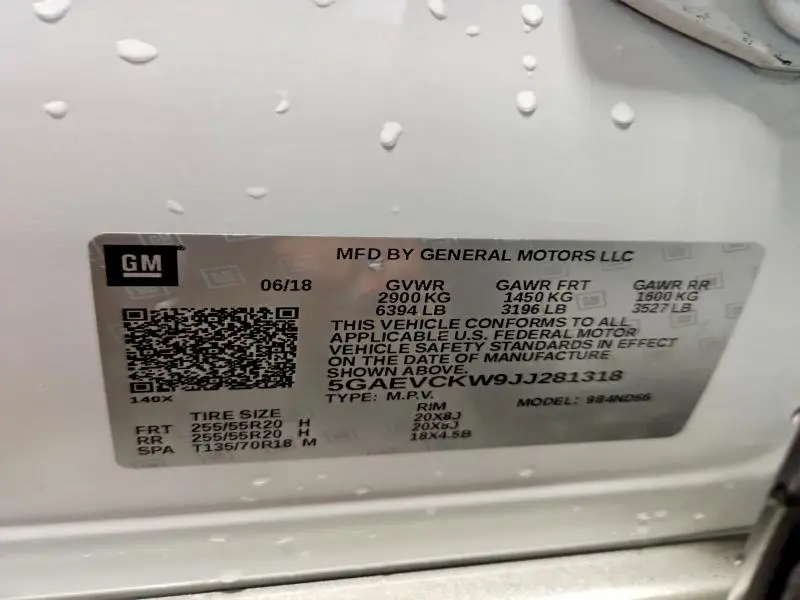 GM
MFD BY GENERAL MOTORS LLC
06/18 GVWR GAWR FRT GAWR RR
2900 KG 1450 KG 1600 KG
6394 LB 3196 LB 3527 LB
THIS VEHICLE CONFORMS TO ALL
APPLICABLE U.S. FEDERAL MOTOR
VEHICLE SAFETY STANDARDS IN EFFECT
ON THE DATE OF MANUFACTURE
SHOWN ABOVE.
5GAEVCKW9JJ281318
140X
TYPE: M.P.V. MODEL: 984ND56
TIRE SIZE RIM
FRT 255/55R20 H 20X8J
RR 255/55R20 H 20X8J
SPA T135/70R18 M 18X4.5B